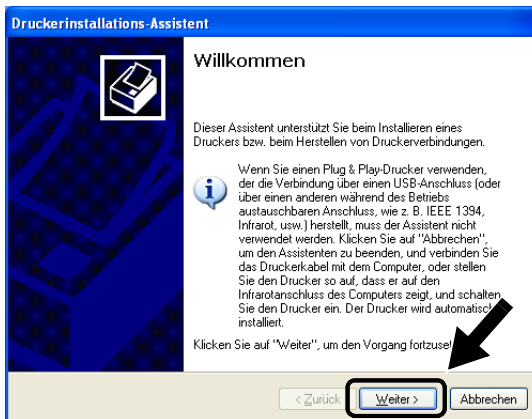 Druckerinstallations-Assistent
Willkommen
Dieser Assistent unterstützt Sie beim Installieren eines
Druckers bzw. beim Herstellen von Druckerverbindungen.
Wenn Sie einen Plug & Play-Drucker verwenden,
der die Verbindung über einen USB-Anschluss (oder
über einen anderen während des Betriebs
austauschbaren Anschluss, wie z. B. IEEE 1394,
Infrarot, usw.) herstellt, muss der Assistent nicht
verwendet werden. Klicken Sie auf "Abbrechen",
um den Assistenten zu beenden, und verbinden Sie
das Druckerkabel mit dem Computer, oder stellen
Sie den Drucker so auf, dass er auf den
Infrarotanschluss des Computers zeigt, und schalten
Sie den Drucker ein. Der Drucker wird automatisch
installiert.
Klicken Sie auf "Weiter", um den Vorgang fortzuse
< Zurück Weiter > Abbrechen